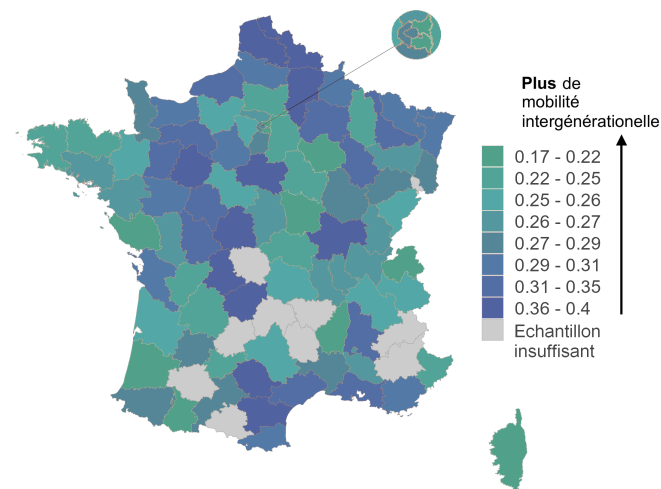 Plus de
mobilité
intergénérationelle
0.17 - 0.22
0.22 - 0.25
0.25 - 0.26
0.26 - 0.27
0.27 - 0.29
0.29 - 0.31
0.31 - 0.35
0.36 - 0.4
Echantillon
insuffisant